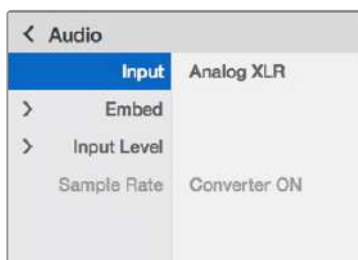 < Audio
Input Analog XLR
> Embed
> Input Level
Sample Rate Converter ON